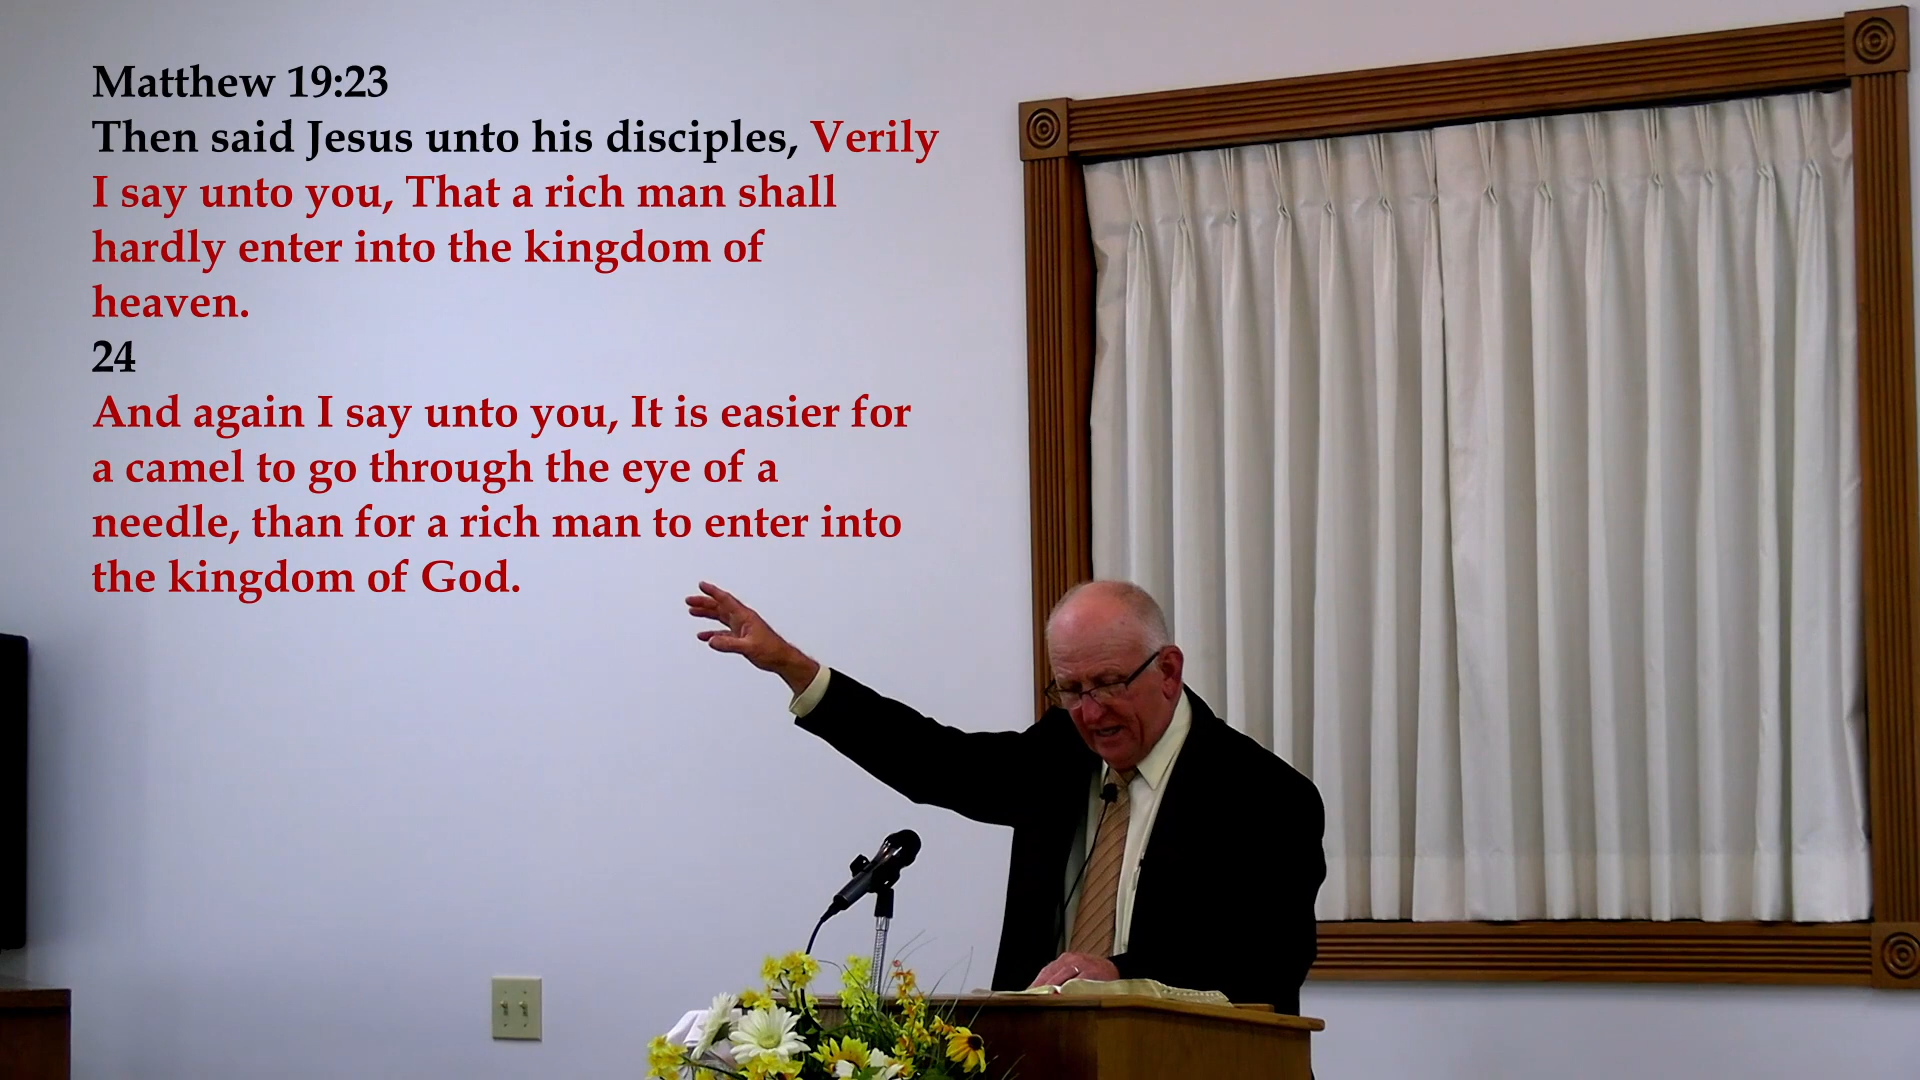 Matthew 19:23
Then said Jesus unto his disciples, Verily
I say unto you, That a rich man shall
hardly enter into the kingdom of
heaven.
24
And again I say unto you, It is easier for
a camel to go through the eye of a
needle, than for a rich man to enter into
the kingdom of God.